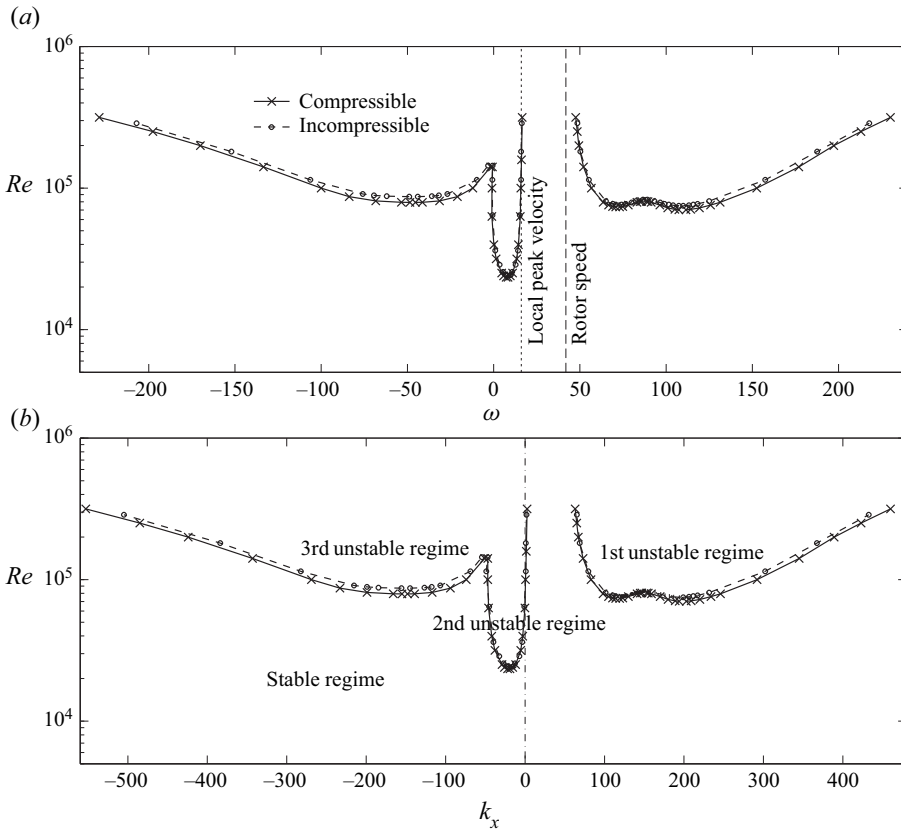 (a)
10^6
10^5
10^4
Re
Compressible
Incompressible
Local peak velocity
Rotor speed
–200 –150 –100 –50 0 50 100 150 200
ω
(b)
10^6
10^5
10^4
Re
3rd unstable regime
1st unstable regime
2nd unstable regime
Stable regime
–500 –400 –300 –200 –100 0 100 200 300 400
k_x